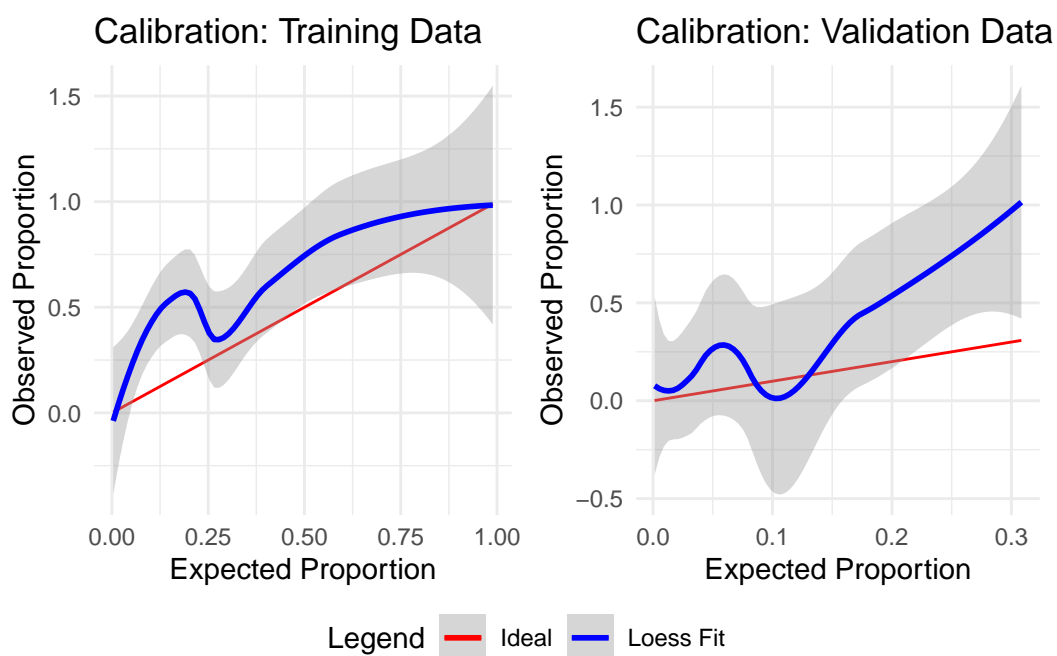 Calibration: Training Data
Observed Proportion
1.5
1.0
0.5
0.0
0.00 0.25 0.50 0.75 1.00
Expected Proportion
Calibration: Validation Data
Observed Proportion
1.5
1.0
0.5
0.0
−0.5
0.0 0.1 0.2 0.3
Expected Proportion
Legend Ideal Loess Fit